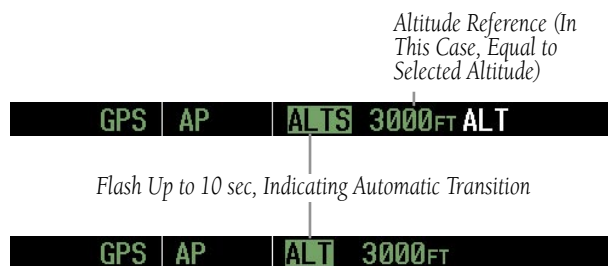 Altitude Reference (In
This Case, Equal to
Selected Altitude)
GPS AP ALTS 3000FT ALT
Flash Up to 10 sec, Indicating Automatic Transition
GPS AP ALT 3000FT